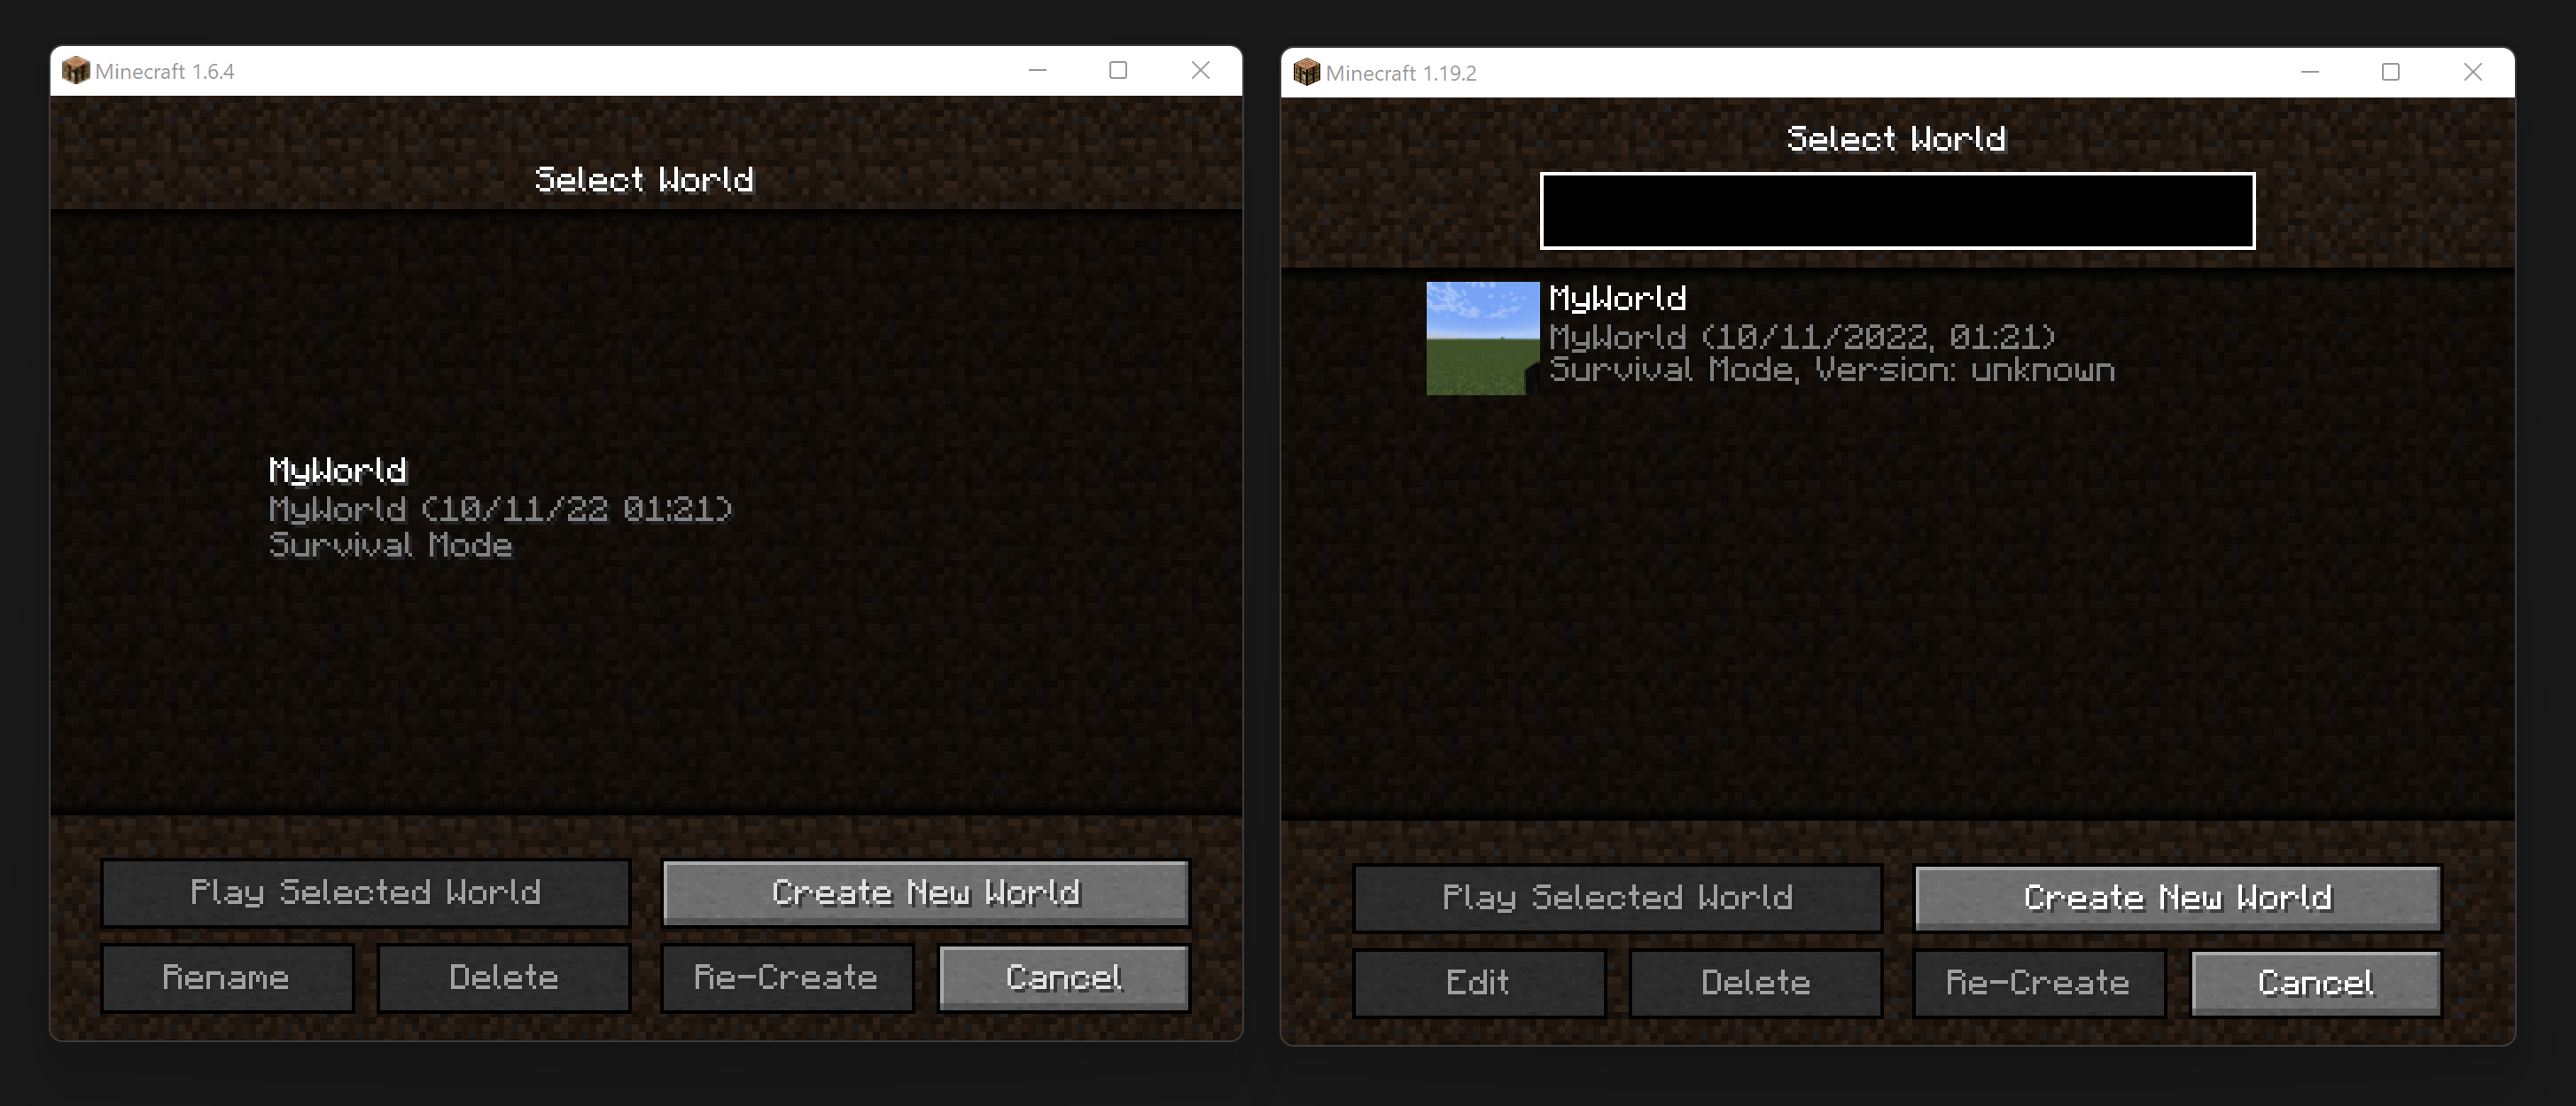 Minecraft 1.6.4
Select World
MyWorld
MyWorld (10/11/22 01:21)
Survival Mode
Play Selected World
Create New World
Rename
Delete
Re-Create
Cancel
Minecraft 1.19.2
Select World
MyWorld
MyWorld (10/11/2022, 01:21)
Survival Mode, Version: unknown
Play Selected World
Create New World
Edit
Delete
Re-Create
Cancel